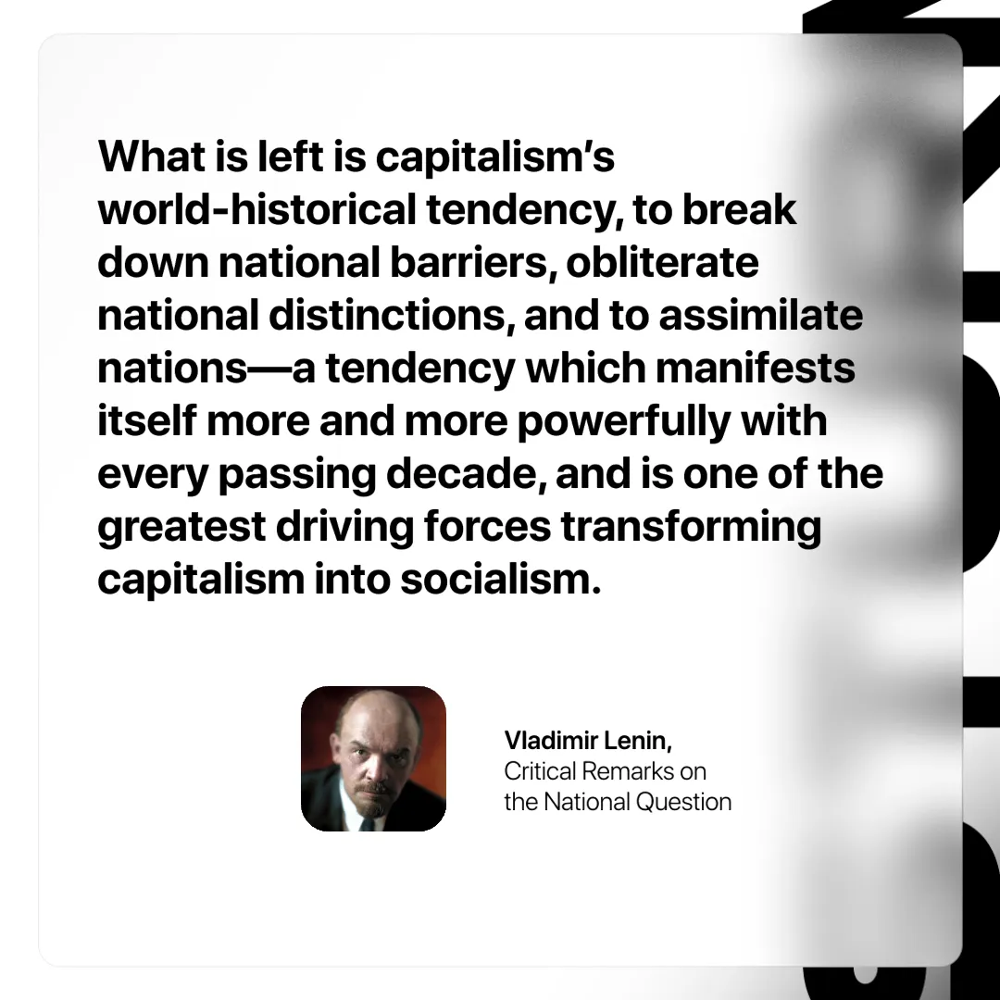 What is left is capitalism’s
world-historical tendency, to break
down national barriers, obliterate
national distinctions, and to assimilate
nations—a tendency which manifests
itself more and more powerfully with
every passing decade, and is one of the
greatest driving forces transforming
capitalism into socialism.
Vladimir Lenin,
Critical Remarks on
the National Question